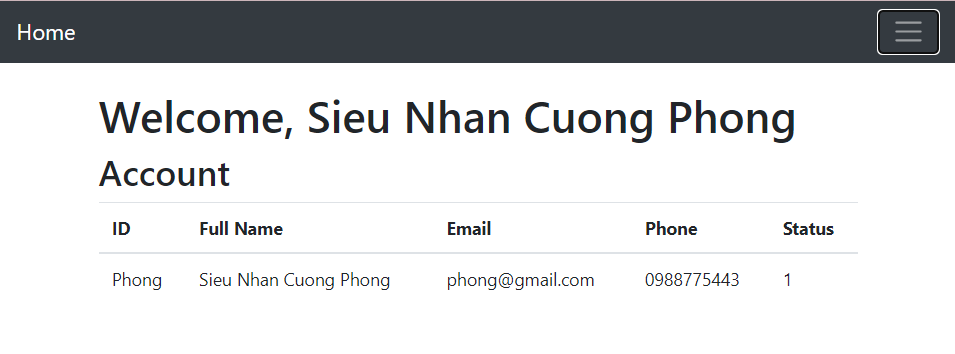 Home
Welcome, Sieu Nhan Cuong Phong
Account
ID Full Name Email Phone Status
Phong Sieu Nhan Cuong Phong phong@gmail.com 0988775443 1